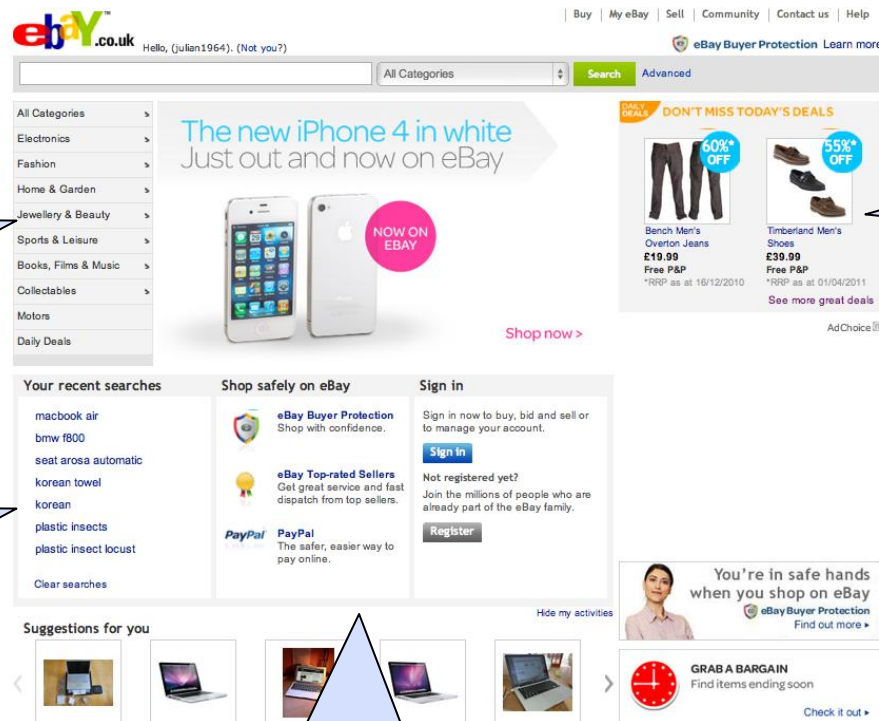 Buy | My eBay | Sell | Community | Contact us | Help
ebay.co.uk
Hello, (julian1964). (Not you?)
eBay Buyer Protection Learn more
All Categories
Search
Advanced
All Categories
Electronics
Fashion
Home & Garden
Jewellery & Beauty
Sports & Leisure
Books, Films & Music
Collectables
Motors
Daily Deals
The new iPhone 4 in white
Just out and now on eBay
NOW ON
EBAY
Shop now >
DAILY
DEALS
DON'T MISS TODAY'S DEALS
60%*
OFF
Bench Men's
Overton Jeans
£19.99
Free P&P
*RRP as at 16/12/2010
55%*
OFF
Timberland Men's
Shoes
£39.99
Free P&P
*RRP as at 01/04/2011
See more great deals
AdChoice
Your recent searches
macbook air
bmw f800
seat arosa automatic
korean towel
korean
plastic insects
plastic insect locust
Clear searches
Shop safely on eBay
eBay Buyer Protection
Shop with confidence.
eBay Top-rated Sellers
Get great service and fast
dispatch from top sellers.
PayPal
PayPal
The safer, easier way to
pay online.
Sign in
Sign in now to buy, bid and sell or
to manage your account.
Sign in
Not registered yet?
Join the millions of people who are
already part of the eBay family.
Register
Hide my activities
Suggestions for you
You're in safe hands
when you shop on eBay
eBay Buyer Protection
Find out more
GRAB A BARGAIN
Find items ending soon
Check it out